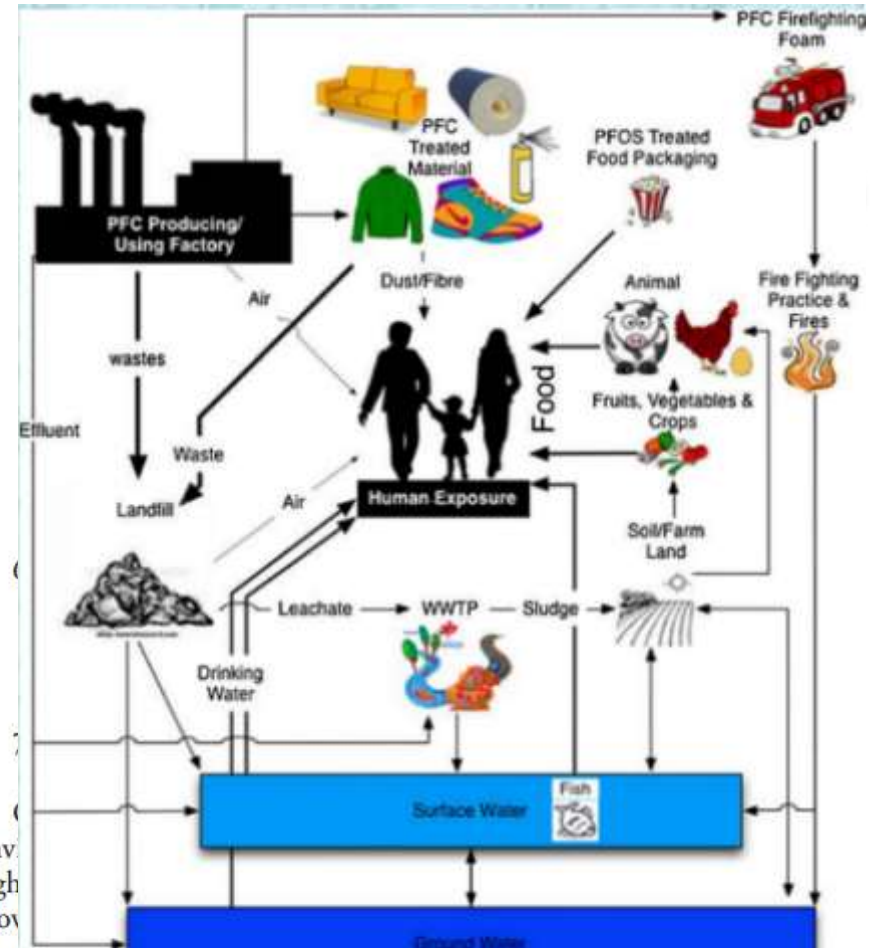 PFC Firefighting
Foam
PFC
Treated
Material
PFOS Treated
Food Packaging
PFC Producing/
Using Factory
Air
Dust/Fibre
Animal
Fire Fighting
Practice &
Fires
wastes
Food
Fruits, Vegetables &
Crops
Effluent
Waste
Landfill
Air
Human Exposure
Soil/Farm
Land
Leachate
WWTP
Sludge
Drinking
Water
Fish
Surface Water
Ground Water